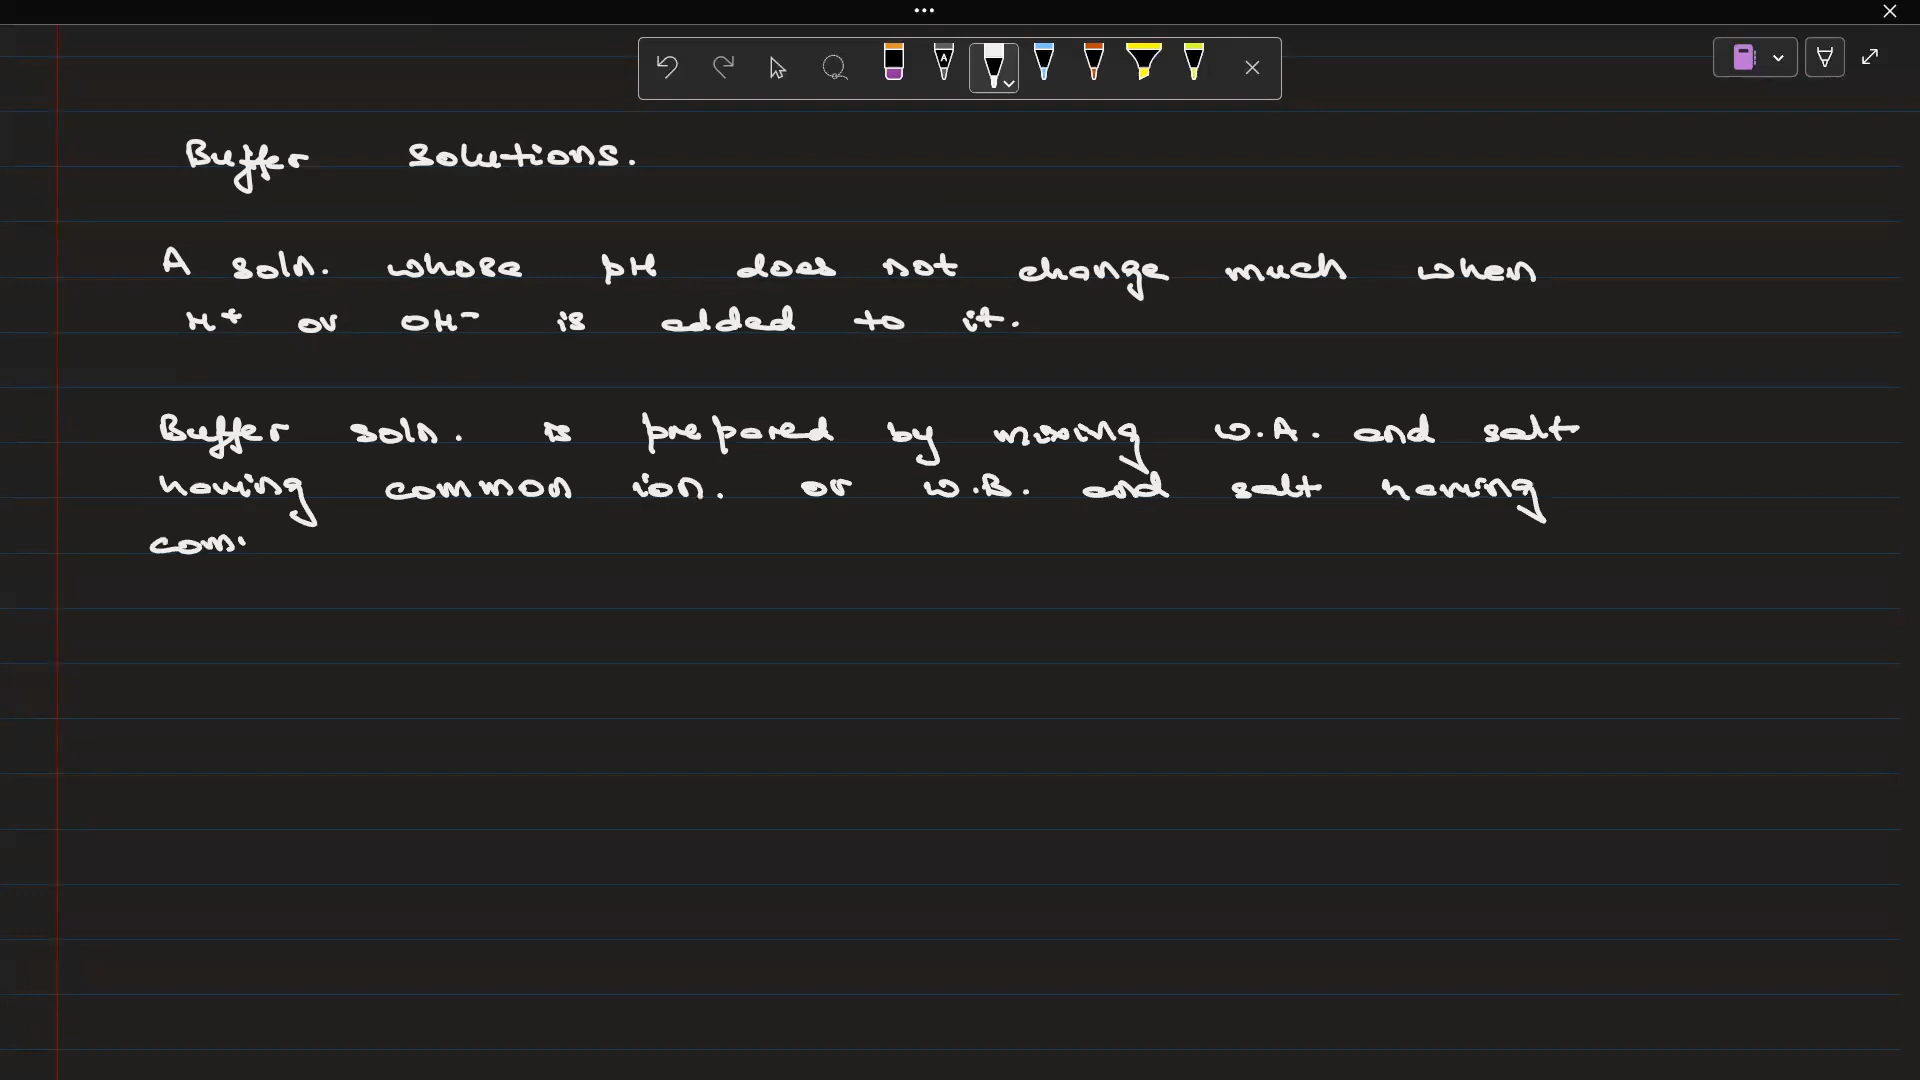 Buffer solutions.
A soln. whose pH does not change much when
H+ or OH- is added to it.
Buffer soln. is prepared by mixing W.A. and salt
having common ion. or W.B. and salt having
com.